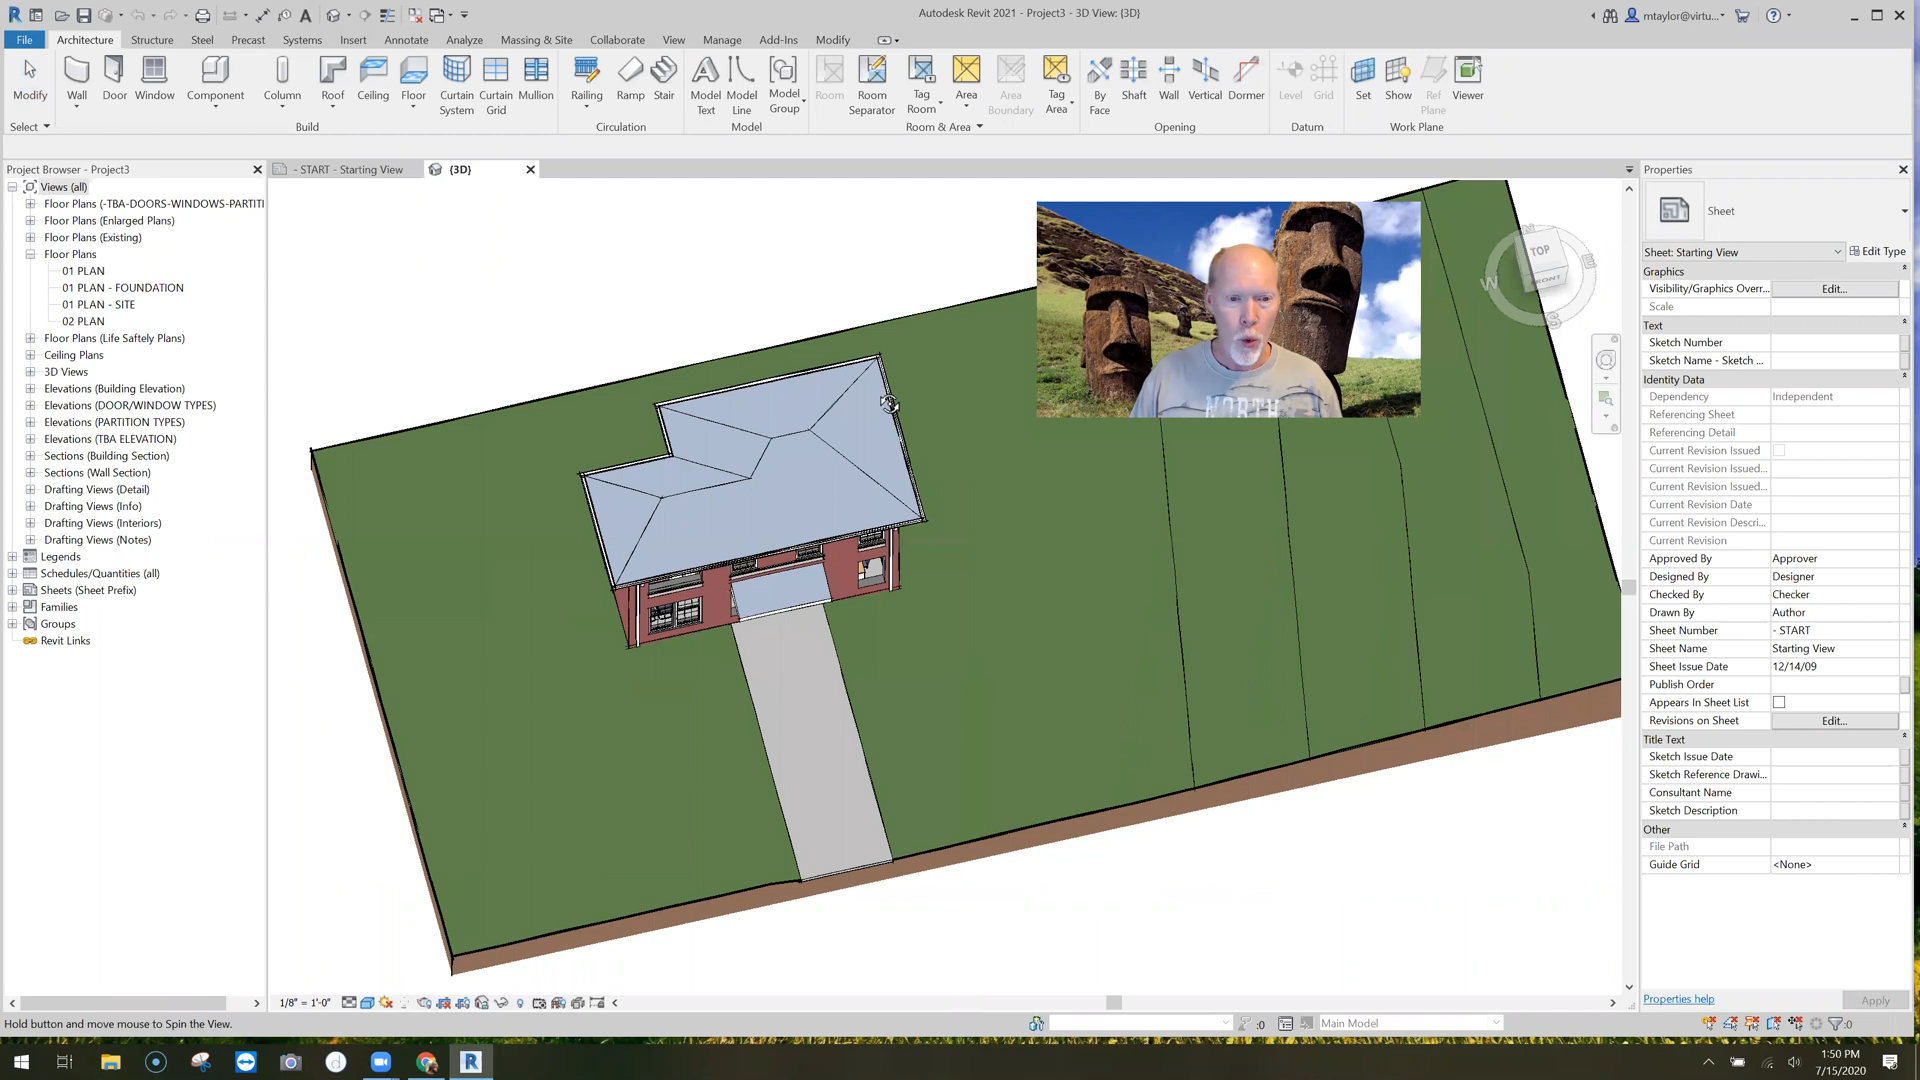 Autodesk Revit 2021 - Project3 - 3D View: {3D}
mtaylor@virtu...
File Architecture Structure Steel Precast Systems Insert Annotate Analyze Massing & Site Collaborate View Manage Add-Ins Modify
Modify
Wall
Door
Window
Component
Column
Roof
Ceiling
Floor
Curtain System
Curtain Grid
Mullion
Railing
Ramp
Stair
Model Text
Model Line
Model Group
Room
Room Separator
Tag Room
Area
Area Boundary
Tag Area
By Face
Shaft
Wall
Vertical
Dormer
Level
Grid
Set
Show
Ref Plane
Viewer
Select
Build
Circulation
Model
Room & Area
Opening
Datum
Work Plane
Project Browser - Project3
- START - Starting View
{3D}
Properties
Views (all)
Floor Plans (-TBA-DOORS-WINDOWS-PARTITI
Floor Plans (Enlarged Plans)
Floor Plans (Existing)
Floor Plans
01 PLAN
01 PLAN - FOUNDATION
01 PLAN - SITE
02 PLAN
Floor Plans (Life Saftely Plans)
Ceiling Plans
3D Views
Elevations (Building Elevation)
Elevations (DOOR/WINDOW TYPES)
Elevations (PARTITION TYPES)
Elevations (TBA ELEVATION)
Sections (Building Section)
Sections (Wall Section)
Drafting Views (Detail)
Drafting Views (Info)
Drafting Views (Interiors)
Drafting Views (Notes)
Legends
Schedules/Quantities (all)
Sheets (Sheet Prefix)
Families
Groups
Revit Links
NORTH
N
TOP
E
W
FRONT
S
Sheet
Sheet: Starting View Edit Type
Graphics
Visibility/Graphics Overr... Edit...
Scale
Text
Sketch Number
Sketch Name - Sketch ...
Identity Data
Dependency Independent
Referencing Sheet
Referencing Detail
Current Revision Issued
Current Revision Issued...
Current Revision Issued...
Current Revision Date
Current Revision Descri...
Current Revision
Approved By Approver
Designed By Designer
Checked By Checker
Drawn By Author
Sheet Number - START
Sheet Name Starting View
Sheet Issue Date 12/14/09
Publish Order
Appears In Sheet List
Revisions on Sheet Edit...
Title Text
Sketch Issue Date
Sketch Reference Drawi...
Consultant Name
Sketch Description
Other
File Path
Guide Grid <None>
Properties help Apply
1/8" = 1'-0"
Hold button and move mouse to Spin the View.
:0
Main Model
:0
1:50 PM
7/15/2020